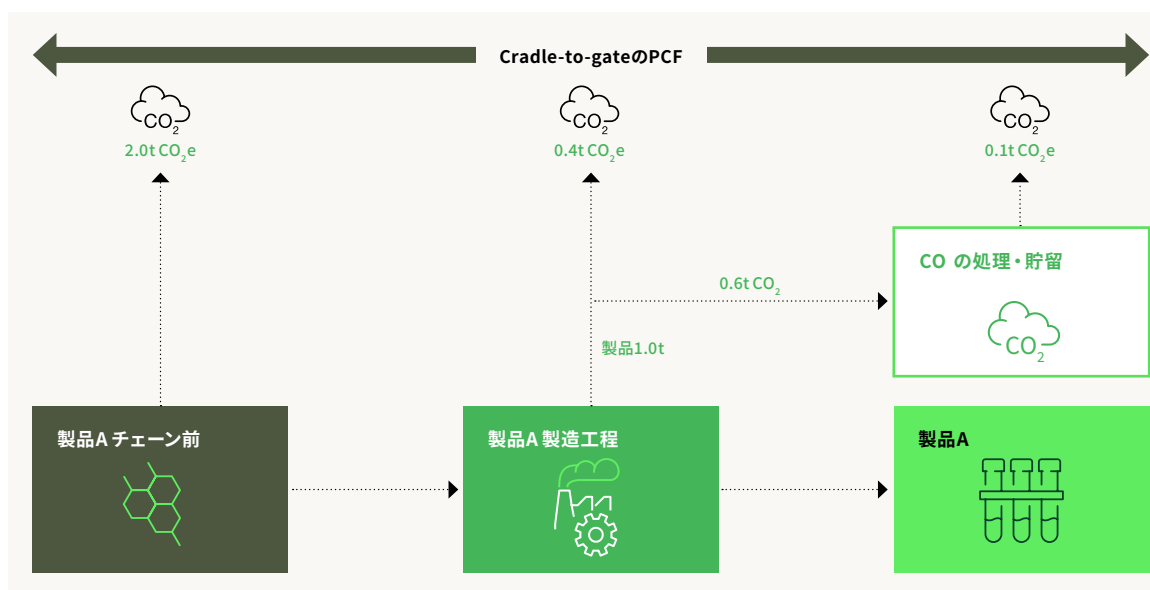 Cradle-to-gateのPCF
CO2
CO2
CO2
2.0t CO2e
0.4t CO2e
0.1t CO2e
CO の処理・貯留
0.6t CO2
CO2
製品1.0t
製品A チェーン前
製品A 製造工程
製品A